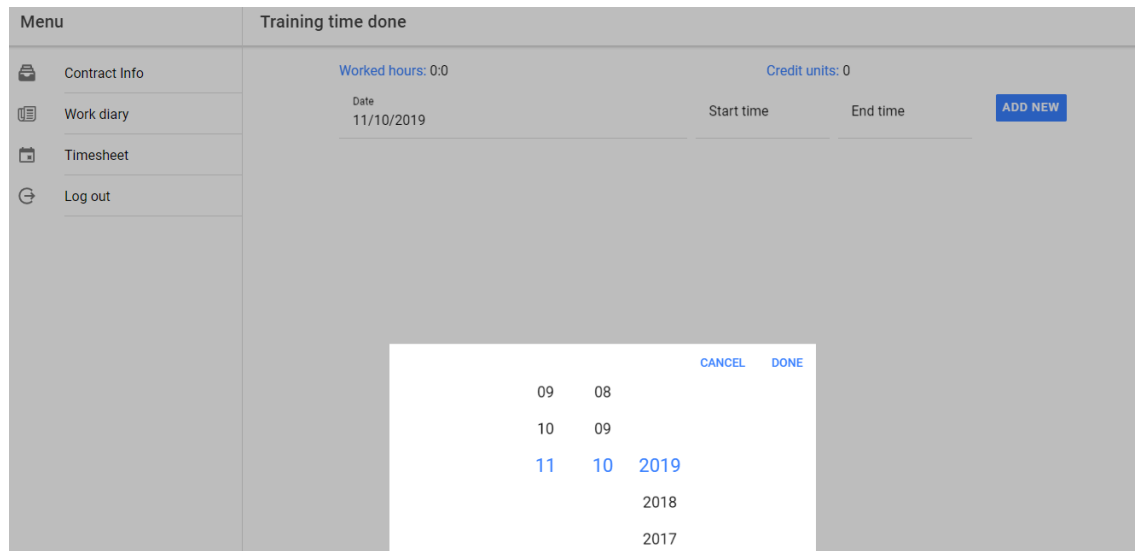 Menu
Training time done
Contract Info
Work diary
Timesheet
Log out
Worked hours: 0:0
Credit units: 0
Date
11/10/2019
Start time
End time
ADD NEW
CANCEL DONE
09 08
10 09
11 10 2019
2018
2017